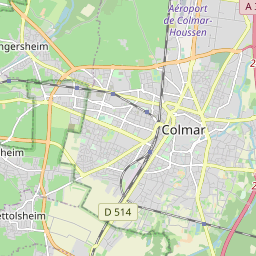 Aéroport
de Colmar-
Houssen
A 3
ngersheim
Colmar
heim
ettolsheim
D 514